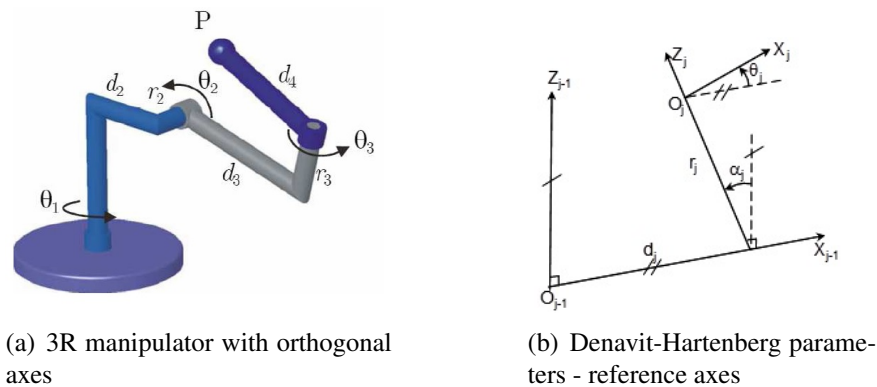 P
d₂
r₂
θ₂
d₄
θ₃
d₃
r₃
θ₁
(a) 3R manipulator with orthogonal
axes
Zⱼ₋₁
Zⱼ
Xⱼ
θⱼ
Oⱼ
rⱼ
αⱼ
dⱼ
Xⱼ₋₁
Oⱼ₋₁
(b) Denavit-Hartenberg parame-
ters - reference axes